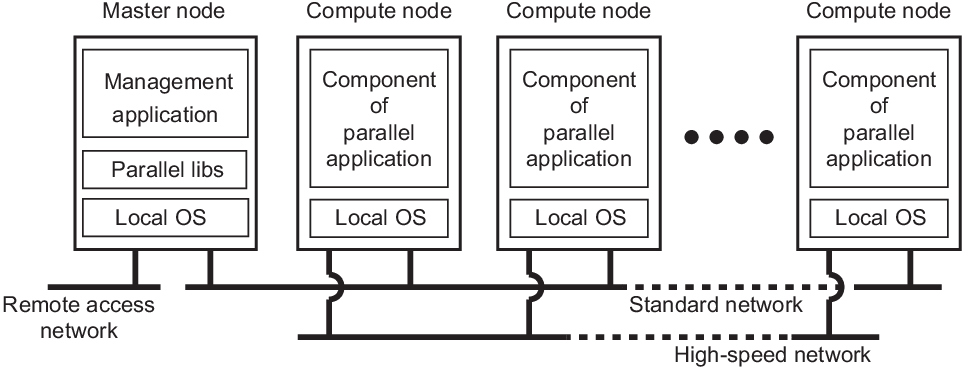 Master node
Compute node
Compute node
Compute node
Management
application
Parallel libs
Local OS
Component
of
parallel
application
Local OS
Component
of
parallel
application
Local OS
Component
of
parallel
application
Local OS
Remote access
network
Standard network
High-speed network